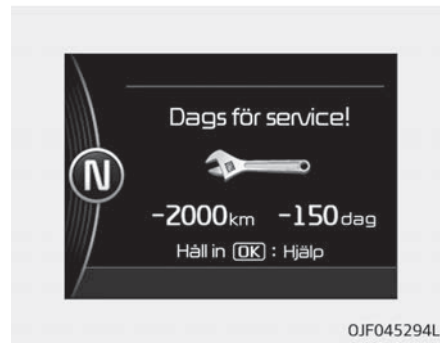 Dags för service!
N
-2000km -150dag
Håll in OK : Hjälp
OJF045294L